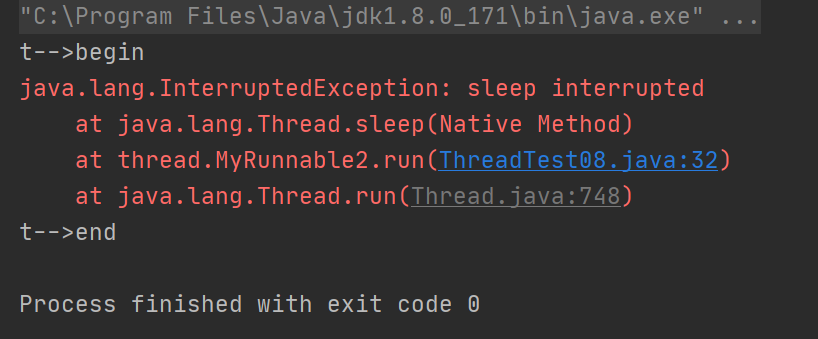 "C:\Program Files\Java\jdk1.8.0_171\bin\java.exe" ...
t-->begin
java.lang.InterruptedException: sleep interrupted
    at java.lang.Thread.sleep(Native Method)
    at thread.MyRunnable2.run(ThreadTest08.java:32)
    at java.lang.Thread.run(Thread.java:748)
t-->end
Process finished with exit code 0